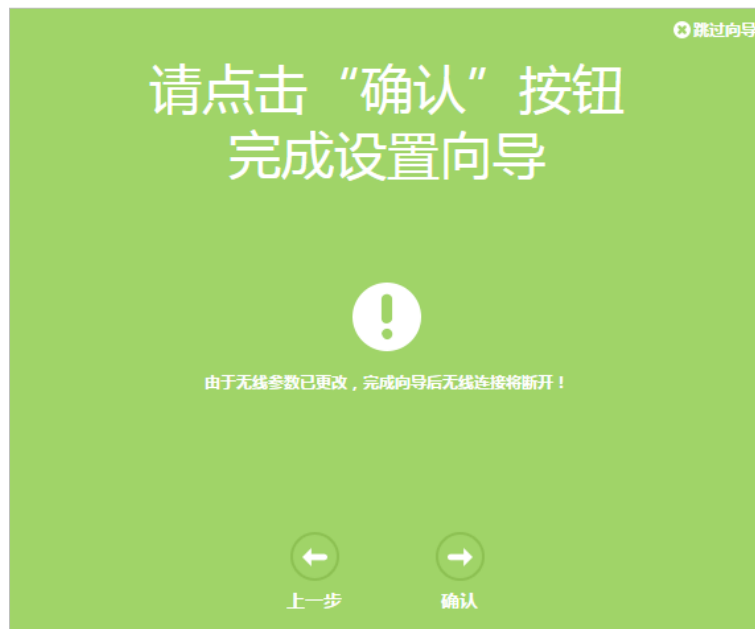 跳过向导
请点击“确认”按钮
完成设置向导
由于无线参数已更改，完成向导后无线连接将断开！
上一步
确认